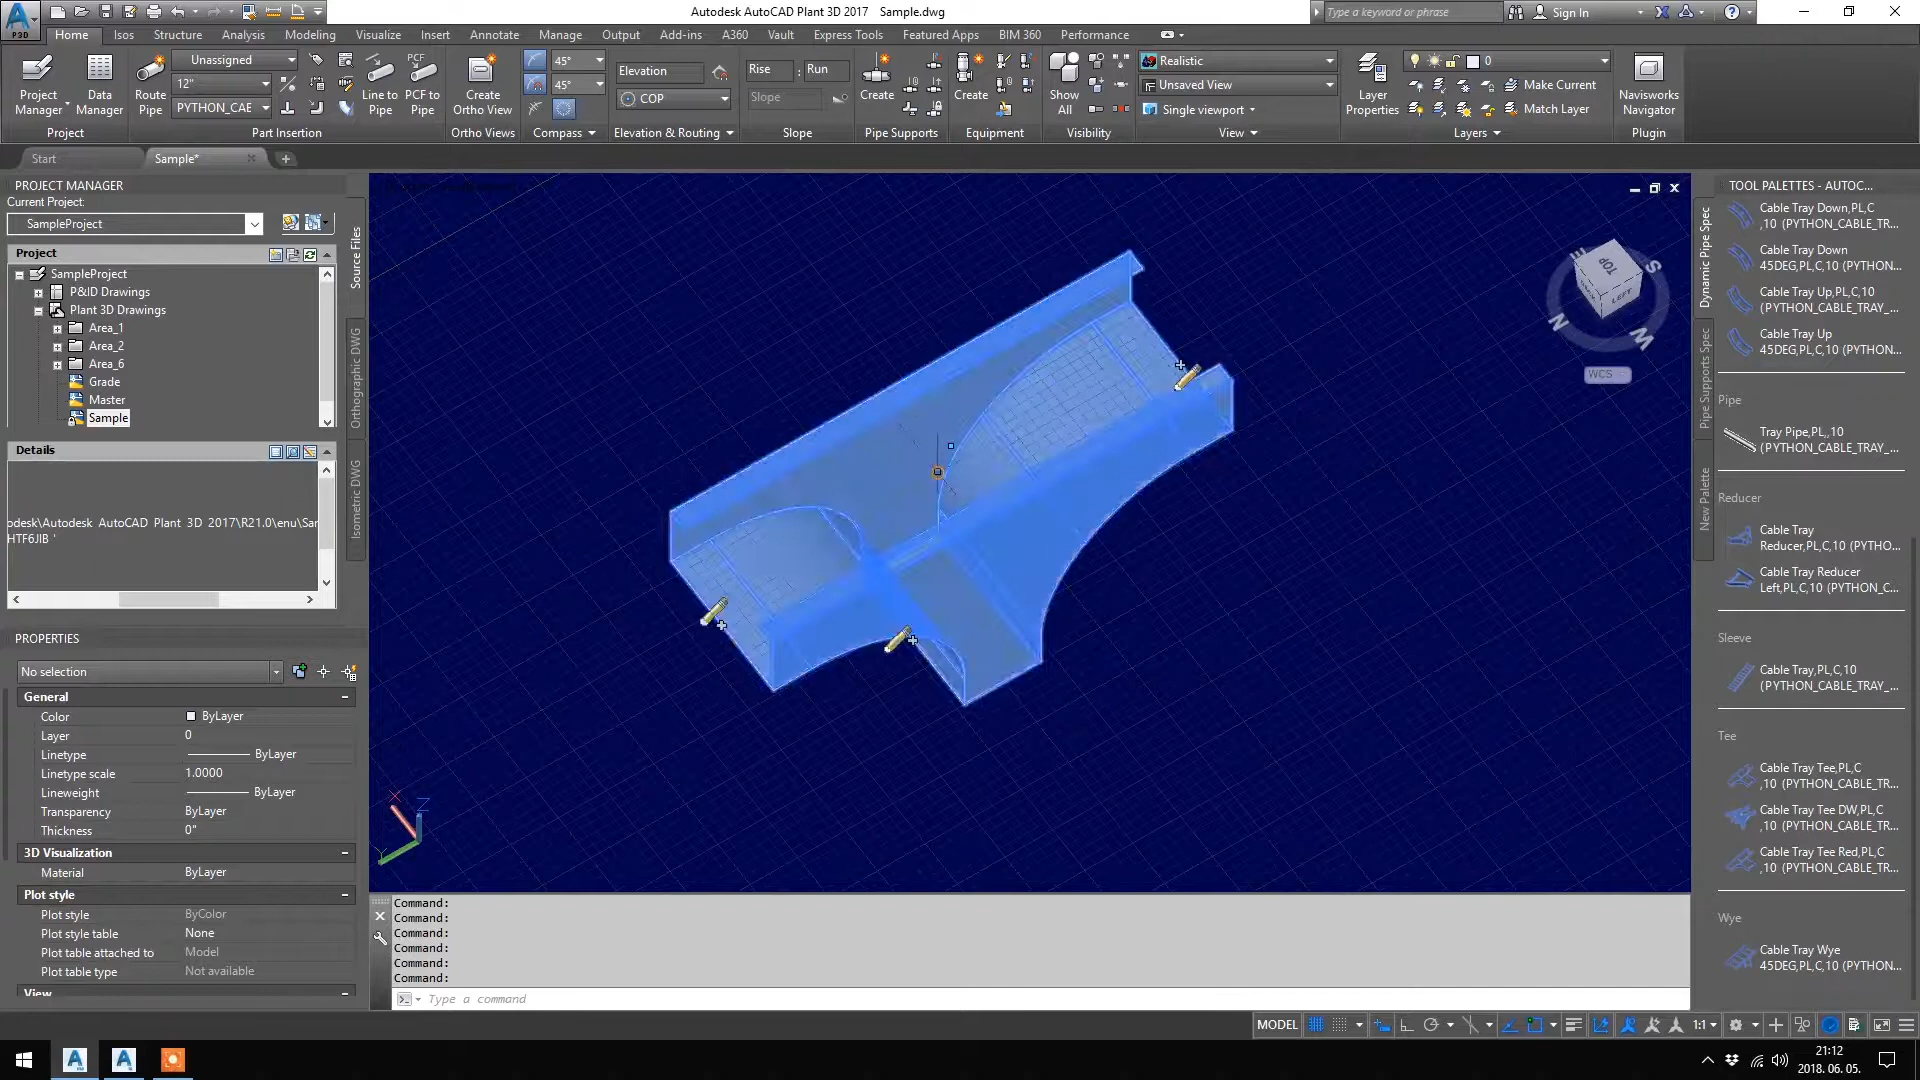 Autodesk AutoCAD Plant 3D 2017 Sample.dwg
Type a keyword or phrase
Sign In
P3D
Home Isos Structure Analysis Modeling Visualize Insert Annotate Manage Output Add-ins A360 Vault Express Tools Featured Apps BIM 360 Performance
Project Manager
Data Manager
Project
Route Pipe
Unassigned
12"
PYTHON_CAE
Line to Pipe
PCF
PCF to Pipe
Part Insertion
Create Ortho View
Ortho Views
45°
45°
Compass
Elevation
COP
Elevation & Routing
Rise
Run
Slope
Slope
Create
Pipe Supports
Create
Equipment
Show All
Visibility
Realistic
Unsaved View
Single viewport
View
Layer Properties
0
Make Current
Match Layer
Layers
Navisworks Navigator
Plugin
Start
Sample*
PROJECT MANAGER
Current Project:
SampleProject
Project
SampleProject
P&ID Drawings
Plant 3D Drawings
Area_1
Area_2
Area_6
Grade
Master
Sample
Source Files
Orthographic DWG
Isometric DWG
Details
odesk\Autodesk AutoCAD Plant 3D 2017\R21.0\enu\Sar
HTF6JIB '
PROPERTIES
No selection
General
Color ByLayer
Layer 0
Linetype ByLayer
Linetype scale 1.0000
Lineweight ByLayer
Transparency ByLayer
Thickness 0"
3D Visualization
Material ByLayer
Plot style
Plot style ByColor
Plot style table None
Plot table attached to Model
Plot table type Not available
View
TOP
LEFT
S
N
W
WCS
X
Z
Y
Command:
Command:
Command:
Command:
Command:
Command:
Type a command
TOOL PALETTES - AUTOC...
Dynamic Pipe Spec
Pipe Supports Spec
New Palette
Cable Tray Down,PL,C
,10 (PYTHON_CABLE_TR...
Cable Tray Down
45DEG,PL,C,10 (PYTHON...
Cable Tray Up,PL,C,10
(PYTHON_CABLE_TRAY_...
Cable Tray Up
45DEG,PL,C,10 (PYTHON...
Pipe
Tray Pipe,PL,,10
(PYTHON_CABLE_TRAY_...
Reducer
Cable Tray
Reducer,PL,C,10 (PYTHO...
Cable Tray Reducer
Left,PL,C,10 (PYTHON_C...
Sleeve
Cable Tray,PL,C,10
(PYTHON_CABLE_TRAY_...
Tee
Cable Tray Tee,PL,C
,10 (PYTHON_CABLE_TR...
Cable Tray Tee DW,PL,C
,10 (PYTHON_CABLE_TR...
Cable Tray Tee Red,PL,C
,10 (PYTHON_CABLE_TR...
Wye
Cable Tray Wye
45DEG,PL,C,10 (PYTHON...
MODEL
1:1
21:12
2018. 06. 05.